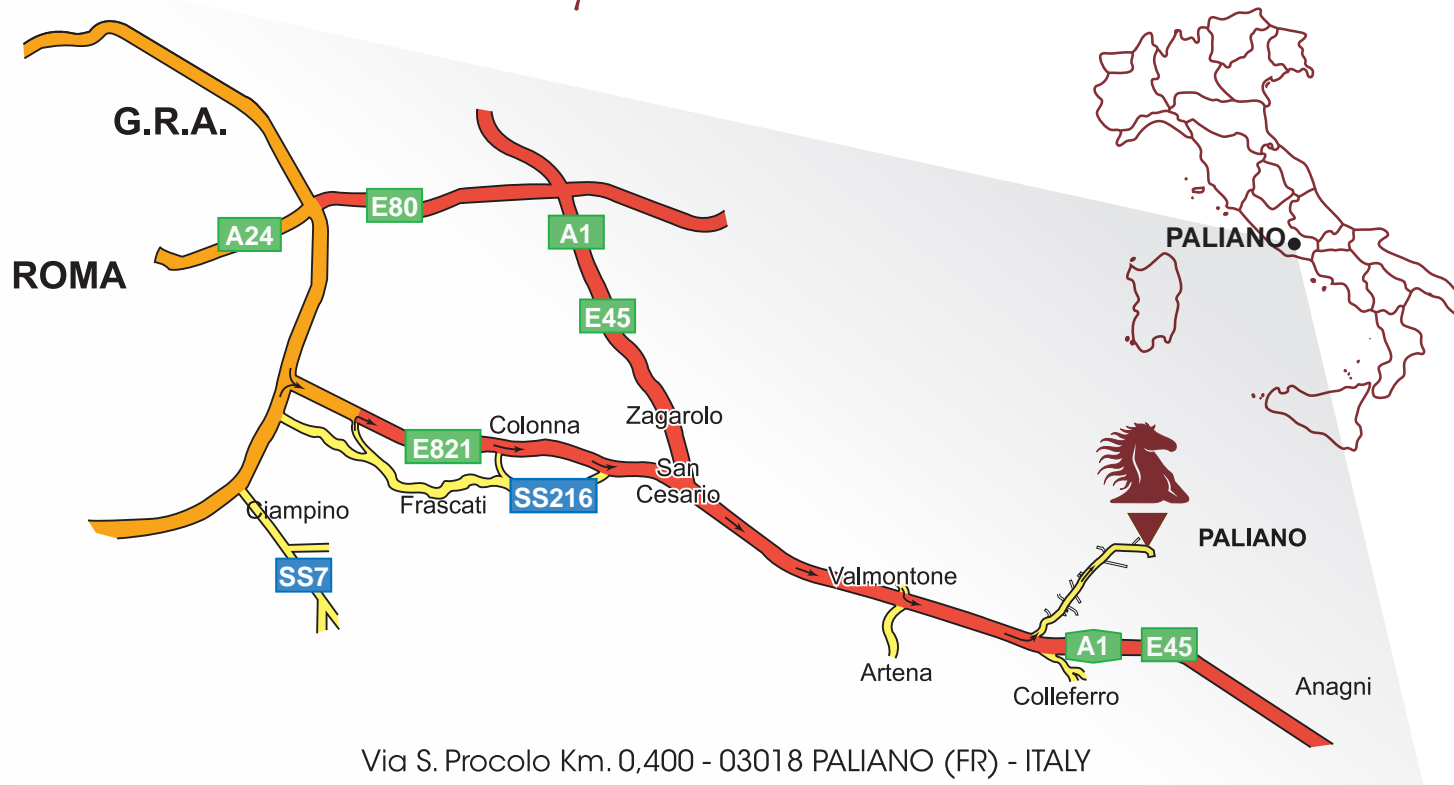 G.R.A.
E80
A24
A1
PALIANO
ROMA
E45
Zagarolo
Colonna
E821
San
Cesario
SS216
Frascati
Ciampino
PALIANO
SS7
Valmontone
A1
E45
Artena
Anagni
Colleferro
Via S. Procolo Km. 0,400 - 03018 PALIANO (FR) - ITALY